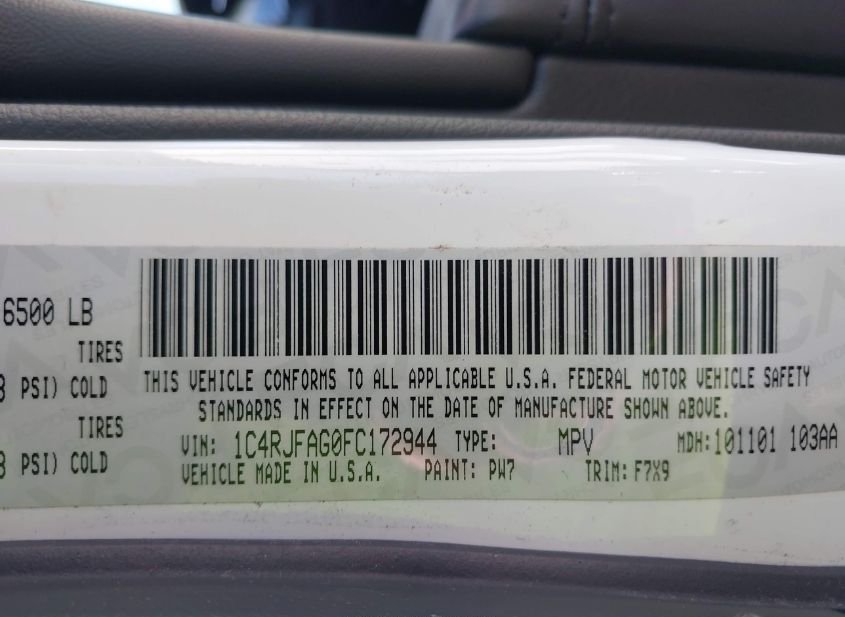 6500 LB
TIRES
PSI) COLD
TIRES
PSI) COLD
THIS VEHICLE CONFORMS TO ALL APPLICABLE U.S.A. FEDERAL MOTOR VEHICLE SAFETY
STANDARDS IN EFFECT ON THE DATE OF MANUFACTURE SHOWN ABOVE.
VIN: 1C4RJFAG0FC172944 TYPE: MPV MDH: 101101 103AA
VEHICLE MADE IN U.S.A. PAINT: PW7 TRIM: F7X9